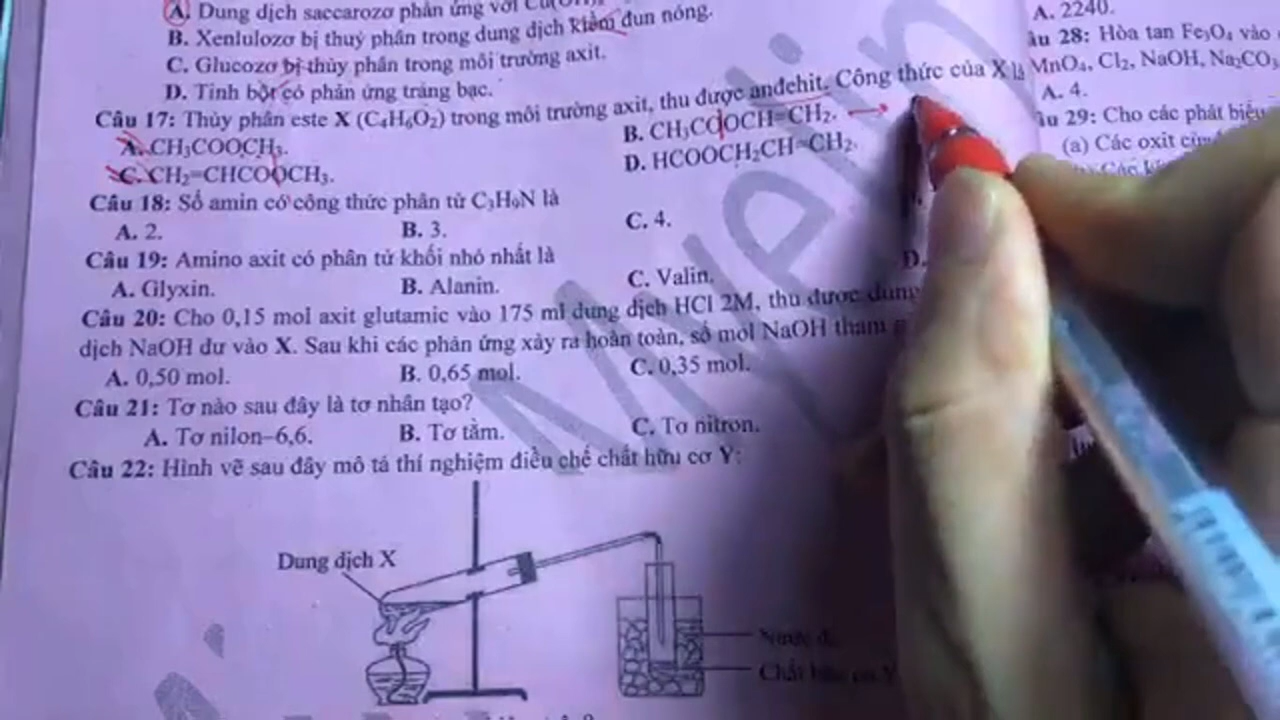 A. Dung dịch saccarozơ phản ứng với
B. Xenlulozơ bị thuỷ phân trong dung dịch kiềm đun nóng.
C. Glucozơ bị thủy phân trong môi trường axit.
D. Tinh bột có phản ứng tráng bạc.
Câu 17: Thủy phân este X (C₄H₆O₂) trong môi trường axit, thu được anđehit. Công thức của X là
A. CH₃COOCH₃.
B. CH₃COOCH=CH₂.
C. CH₂=CHCOOCH₃.
D. HCOOCH₂CH=CH₂.
Câu 18: Số amin có công thức phân tử C₃H₉N là
A. 2.
B. 3.
C. 4.
Câu 19: Amino axit có phân tử khối nhỏ nhất là
A. Glyxin.
B. Alanin.
C. Valin.
D.
Câu 20: Cho 0,15 mol axit glutamic vào 175 ml dung dịch HCl 2M, thu được dung
dịch NaOH dư vào X. Sau khi các phản ứng xảy ra hoàn toàn, số mol NaOH tham
A. 0,50 mol.
B. 0,65 mol.
C. 0,35 mol.
Câu 21: Tơ nào sau đây là tơ nhân tạo?
A. Tơ nilon–6,6.
B. Tơ tằm.
C. Tơ nitron.
Câu 22: Hình vẽ sau đây mô tả thí nghiệm điều chế chất hữu cơ Y:
Dung dịch X
Nước đ
Chất hữu cơ Y
A. 2240.
âu 28: Hòa tan Fe₃O₄ vào
MnO₄, Cl₂, NaOH, Na₂CO₃
A. 4.
âu 29: Cho các phát biểu
(a) Các oxit của